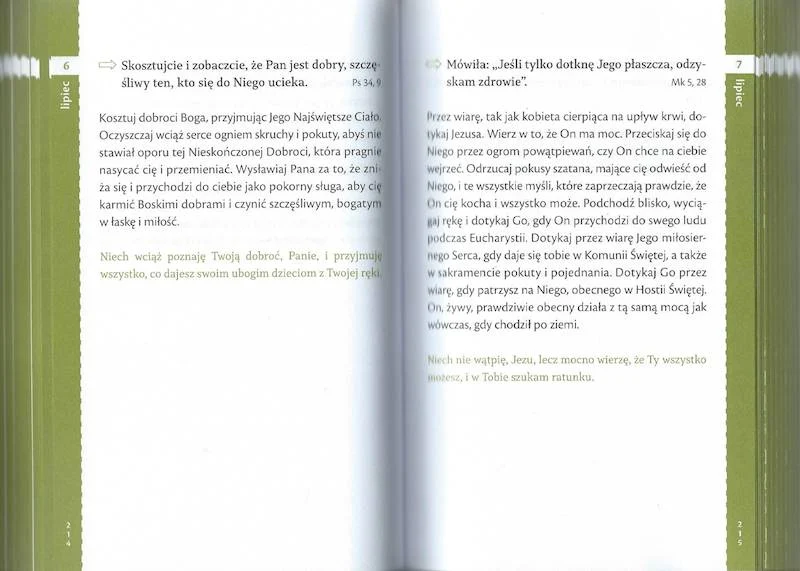 6
lipiec
Skosztujcie i zobaczcie, że Pan jest dobry, szczę-
śliwy ten, kto się do Niego ucieka. Ps 34, 9
Kosztuj dobroci Boga, przyjmując Jego Najświętsze Ciało.
Oczyszczaj wciąż serce ogniem skruchy i pokuty, abyś nie
stawiał oporu tej Nieskończonej Dobroci, która pragnie
nasycać cię i przemieniać. Wysławiaj Pana za to, że zni-
ża się i przychodzi do ciebie jako pokorny sługa, aby cię
karmić Boskimi dobrami i czynić szczęśliwym, bogatym
w łaskę i miłość.
Niech wciąż poznaję Twoją dobroć, Panie, i przyjmuję
wszystko, co dajesz swoim ubogim dzieciom z Twojej ręki.
214
7
lipiec
Mówiła: „Jeśli tylko dotknę Jego płaszcza, odzy-
skam zdrowie”. Mk 5, 28
Przez wiarę, tak jak kobieta cierpiąca na upływ krwi, do-
tykaj Jezusa. Wierz w to, że On ma moc. Przeciskaj się do
Niego przez ogrom powątpiewań, czy On chce na ciebie
wejrzeć. Odrzucaj pokusy szatana, mające cię odwieść od
Niego, i te wszystkie myśli, które zaprzeczają prawdzie, że
On cię kocha i wszystko może. Podchodź blisko, wycią-
gaj rękę i dotykaj Go, gdy On przychodzi do swego ludu
podczas Eucharystii. Dotykaj przez wiarę Jego miłosier-
nego Serca, gdy daje się tobie w Komunii Świętej, a także
w sakramencie pokuty i pojednania. Dotykaj Go przez
wiarę, gdy patrzysz na Niego, obecnego w Hostii Świętej.
On, żywy, prawdziwie obecny działa z tą samą mocą jak
wówczas, gdy chodził po ziemi.
Niech nie wątpię, Jezu, lecz mocno wierzę, że Ty wszystko
możesz, i w Tobie szukam ratunku.
215